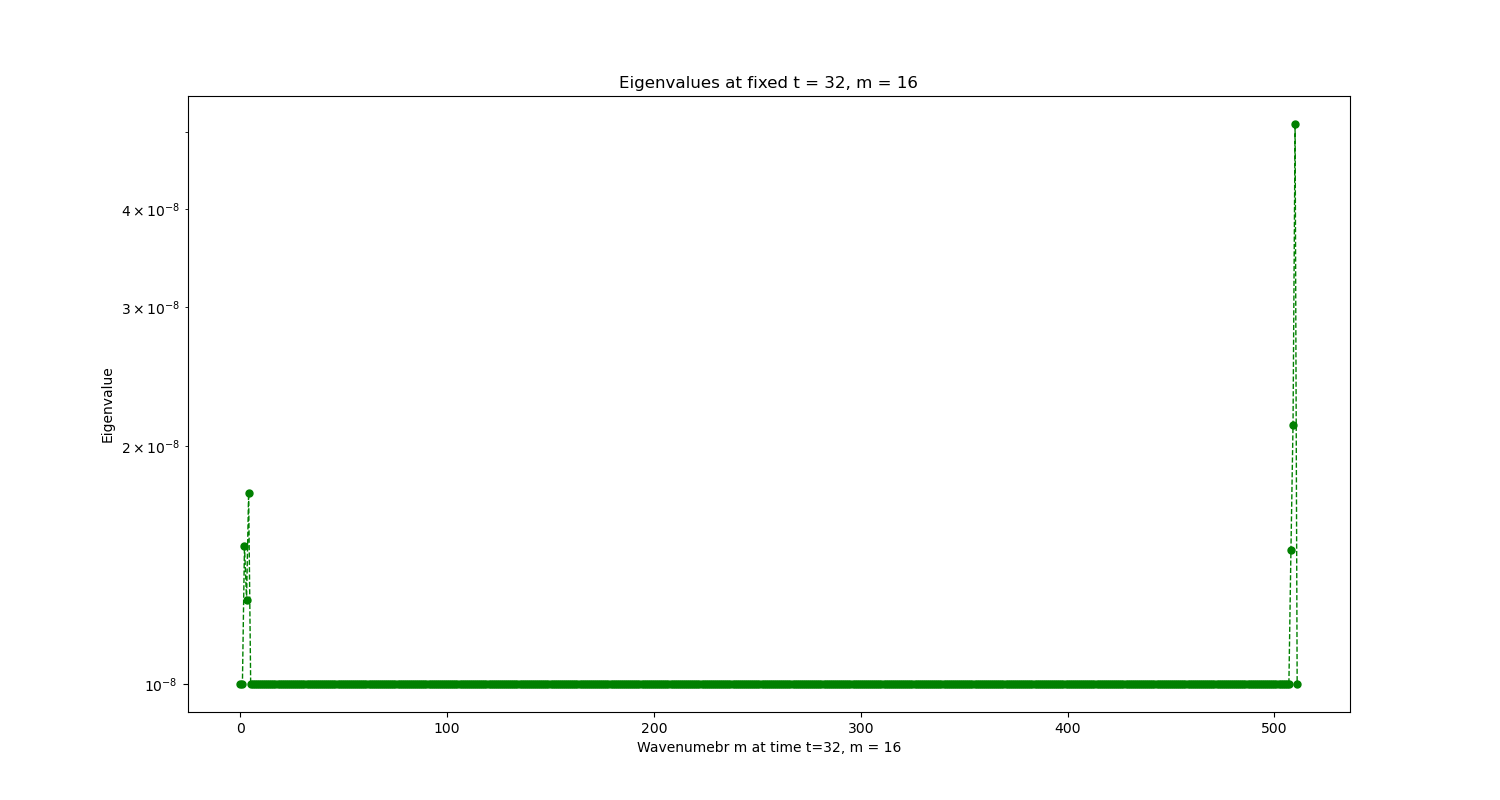 Eigenvalues at fixed t = 32, m = 16
4 × 10⁻⁸
3 × 10⁻⁸
2 × 10⁻⁸
10⁻⁸
Eigenvalue
0 100 200 300 400 500
Wavenumebr m at time t=32, m = 16